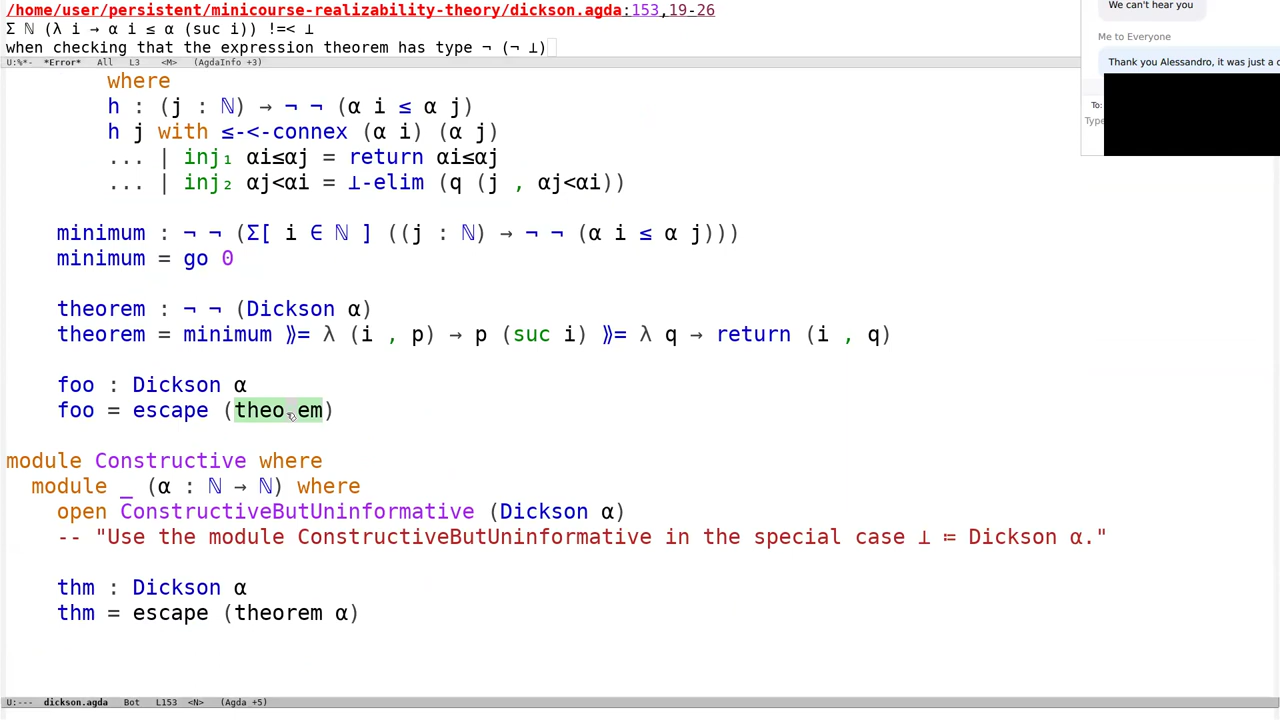 /home/user/persistent/minicourse-realizability-theory/dickson.agda:153,19-26
Σ ℕ (λ i → α i ≤ α (suc i)) !=< ⊥
when checking that the expression theorem has type ¬ (¬ ⊥)
U:%*-  *Error*   All   L3   <M>   (AgdaInfo +3)
We can't hear you
Me to Everyone
Thank you Alessandro, it was just a
To:
Type
where
h : (j : ℕ) → ¬ ¬ (α i ≤ α j)
h j with ≤-<-connex (α i) (α j)
... | inj₁ αi≤αj = return αi≤αj
... | inj₂ αj<αi = ⊥-elim (q (j , αj<αi))
minimum : ¬ ¬ (Σ[ i ∈ ℕ ] ((j : ℕ) → ¬ ¬ (α i ≤ α j)))
minimum = go 0
theorem : ¬ ¬ (Dickson α)
theorem = minimum ⟫= λ (i , p) → p (suc i) ⟫= λ q → return (i , q)
foo : Dickson α
foo = escape (theorem)
module Constructive where
module _ (α : ℕ → ℕ) where
open ConstructiveButUninformative (Dickson α)
-- "Use the module ConstructiveButUninformative in the special case ⊥ ≔ Dickson α."
thm : Dickson α
thm = escape (theorem α)
U:---  dickson.agda   Bot   L153  <N>   (Agda +5)